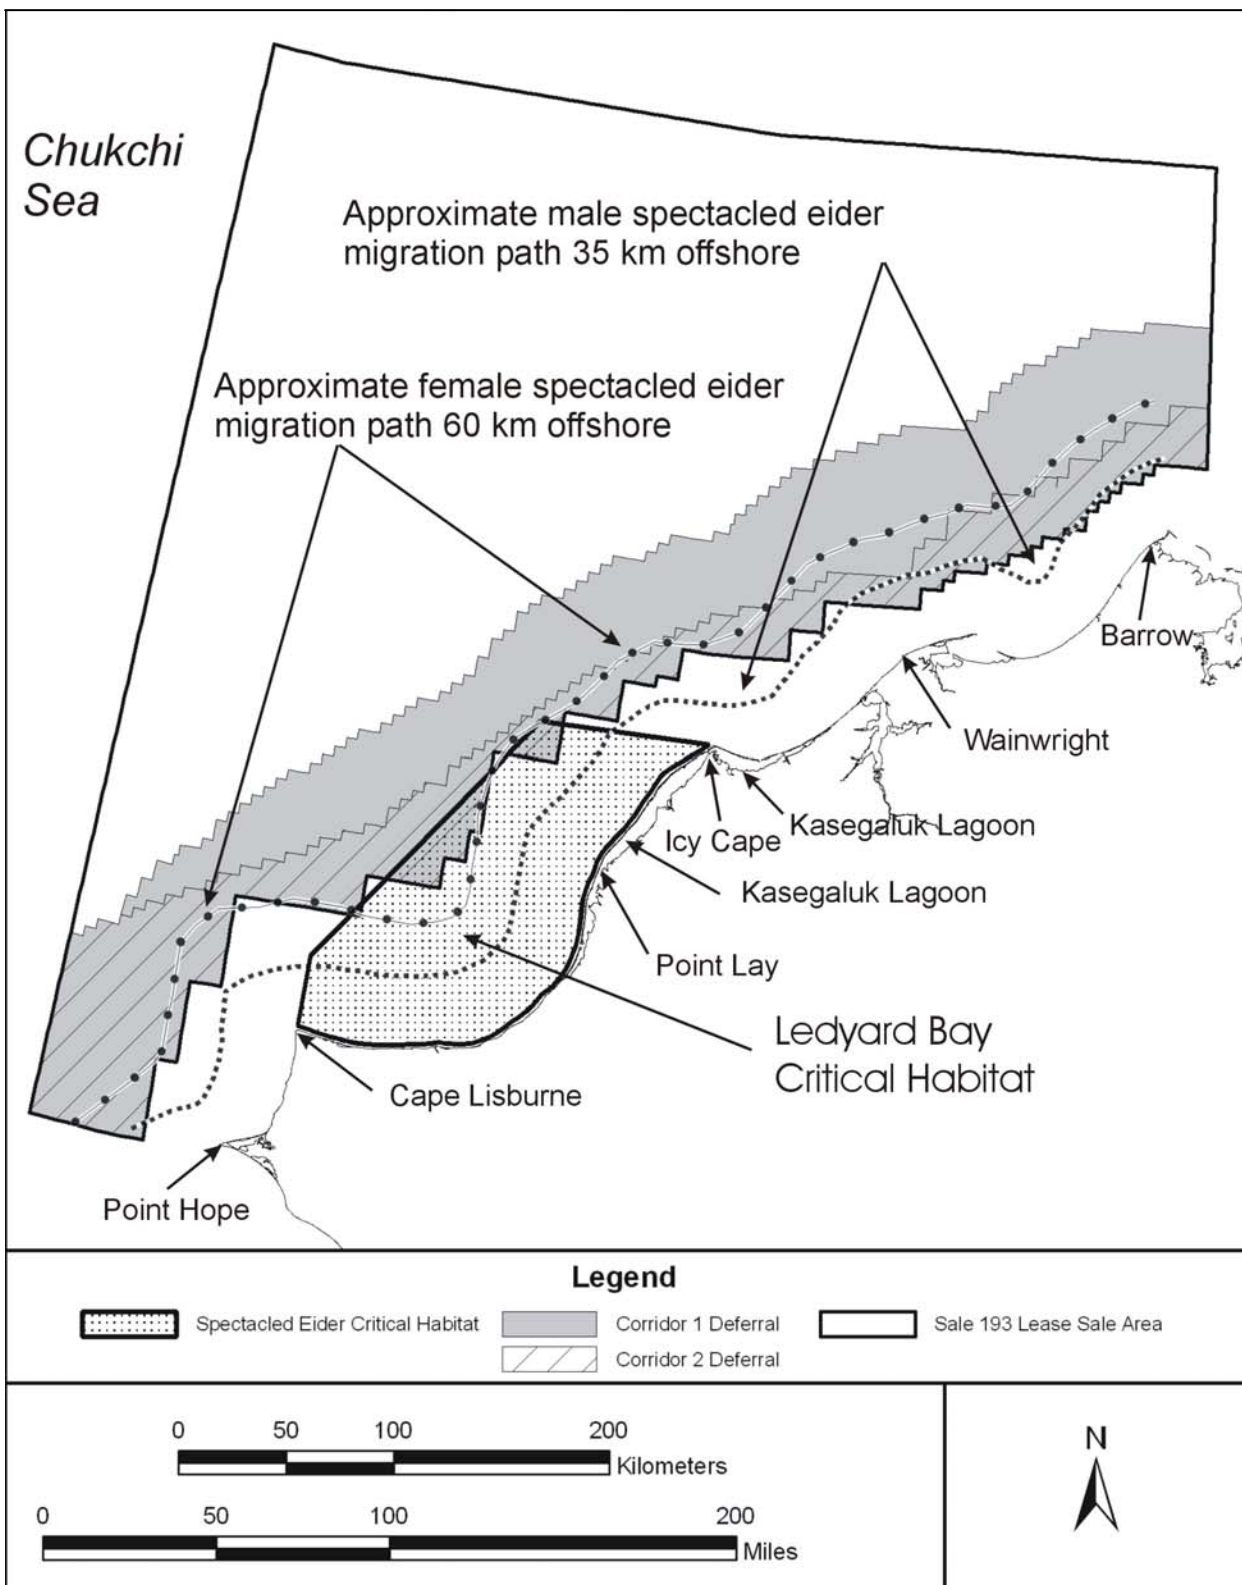 Chukchi
Sea
Approximate male spectacled eider
migration path 35 km offshore
Approximate female spectacled eider
migration path 60 km offshore
Barrow
Wainwright
Kasegaluk Lagoon
Icy Cape
Kasegaluk Lagoon
Point Lay
Ledyard Bay
Critical Habitat
Cape Lisburne
Point Hope
Legend
Spectacled Eider Critical Habitat
Corridor 1 Deferral
Sale 193 Lease Sale Area
Corridor 2 Deferral
0 50 100 200
Kilometers
0 50 100 200
Miles
N